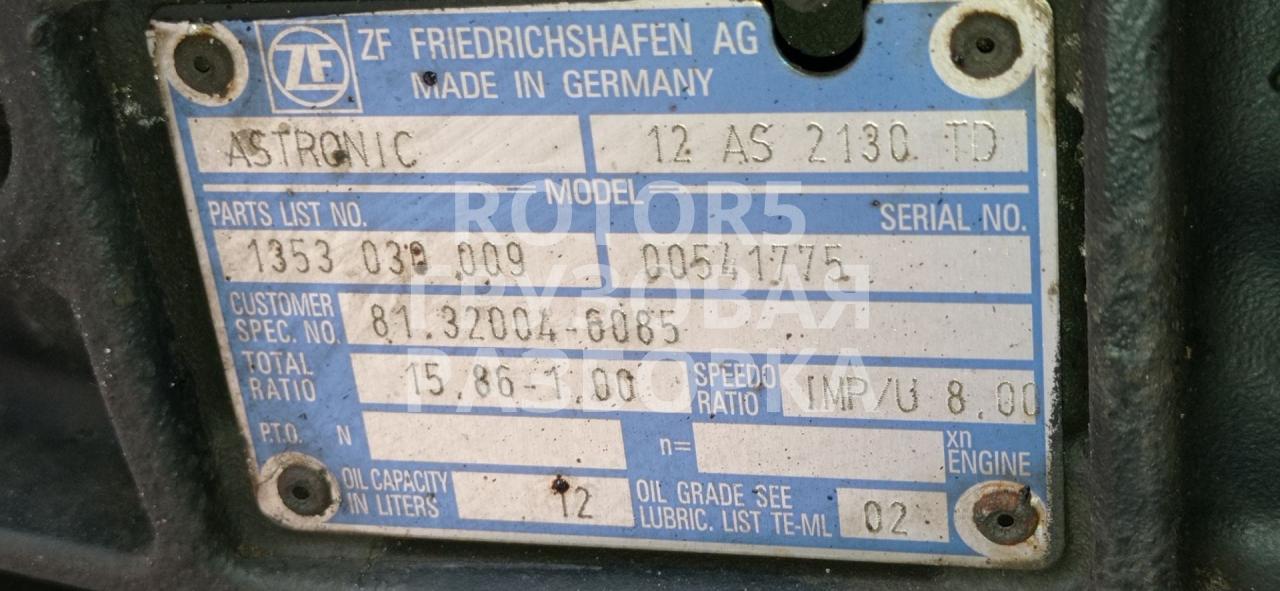 ZF
ZF FRIEDRICHSHAFEN AG
MADE IN GERMANY
ASTRONIC 12 AS 2130 TD
MODEL
PARTS LIST NO. SERIAL NO.
1353 030 009 00541775
CUSTOMER SPEC. NO. 81.32004-6085
TOTAL RATIO 15,86-1,00 SPEEDO RATIO IMP/U 8.00
P.T.O. N n= xn ENGINE
OIL CAPACITY IN LITERS 12 OIL GRADE SEE LUBRIC. LIST TE-ML 02
ROTOR5
ГРУЗОВАЯ
РАЗБОРКА